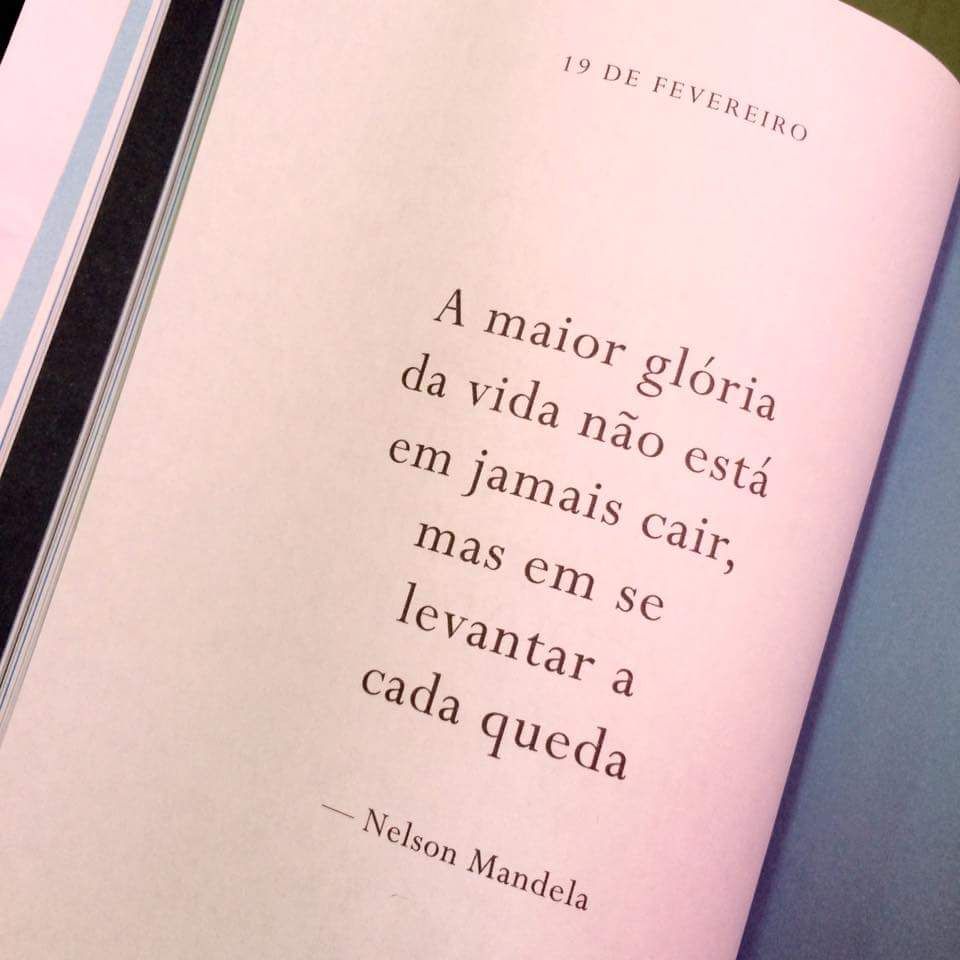 19 DE FEVEREIRO
A maior glória
da vida não está
em jamais cair,
mas em se
levantar a
cada queda
— Nelson Mandela